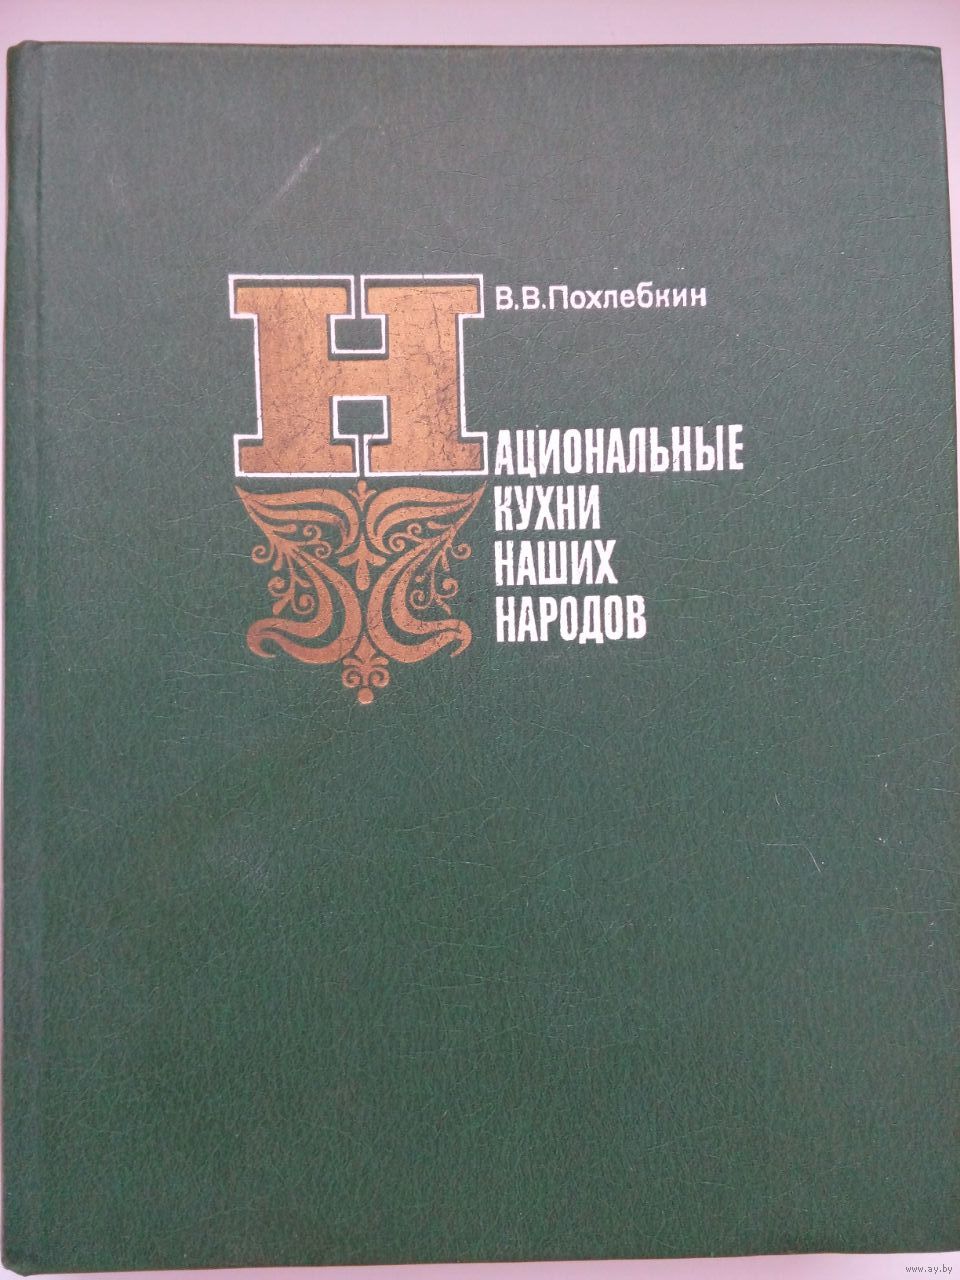 В.В.Похлебкин
НАЦИОНАЛЬНЫЕ
КУХНИ
НАШИХ
НАРОДОВ
www.ay.by